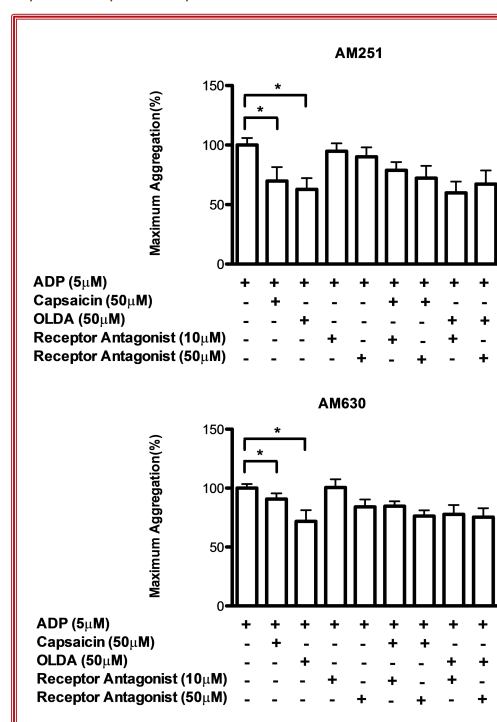 AM251
*
*
Maximum Aggregation(%)
150
100
50
0
ADP (5μM) + + + + + + + + +
Capsaicin (50μM) - + - - - + + - -
OLDA (50μM) - - + - - - - + +
Receptor Antagonist (10μM) - - - + - + - + -
Receptor Antagonist (50μM) - - - - + - + - +
AM630
*
*
Maximum Aggregation(%)
150
100
50
0
ADP (5μM) + + + + + + + + +
Capsaicin (50μM) - + - - - + + - -
OLDA (50μM) - - + - - - - + +
Receptor Antagonist (10μM) - - - + - + - + -
Receptor Antagonist (50μM) - - - - + - + - +